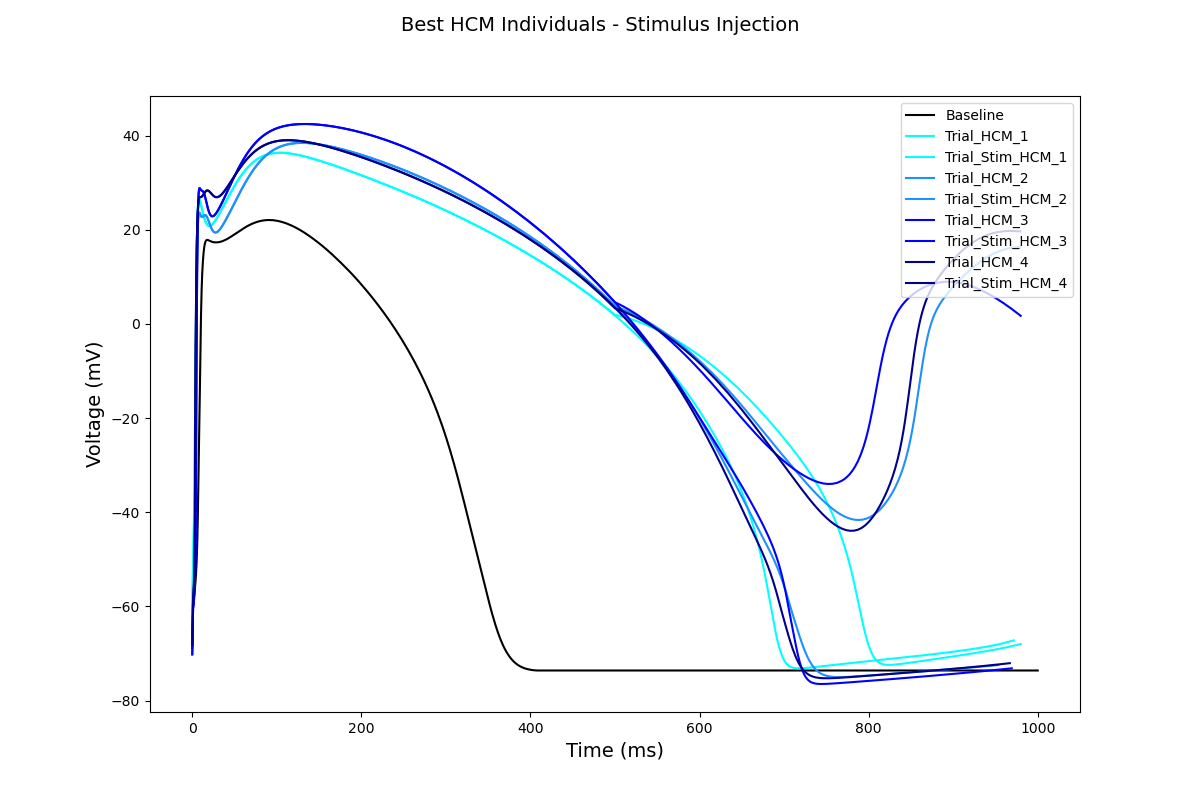 Best HCM Individuals - Stimulus Injection
Baseline
Trial_HCM_1
Trial_Stim_HCM_1
Trial_HCM_2
Trial_Stim_HCM_2
Trial_HCM_3
Trial_Stim_HCM_3
Trial_HCM_4
Trial_Stim_HCM_4
40
20
0
−20
−40
−60
−80
Voltage (mV)
0 200 400 600 800 1000
Time (ms)